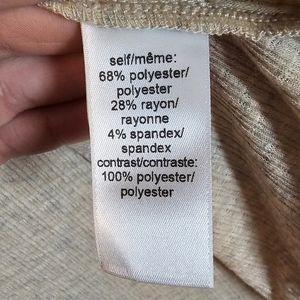 self/même:
68% polyester/
polyester
28% rayon/
rayonne
4% spandex/
spandex
contrast/contraste:
100% polyester/
polyester